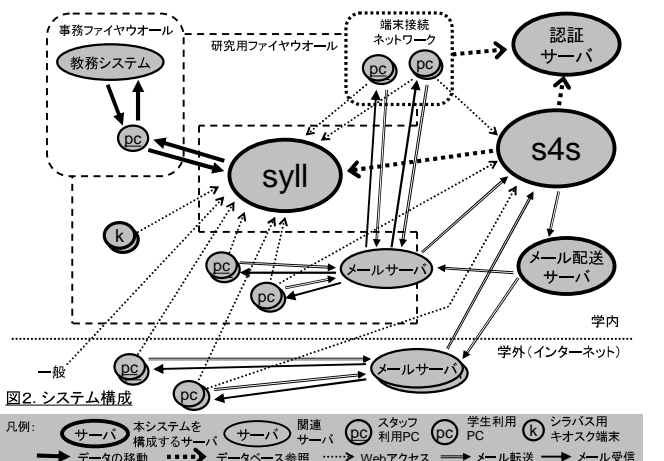 事務ファイヤウオール
教務システム
pc
研究用ファイヤウオール
端末接続
ネットワーク
pc
pc
認証
サーバ
s4s
syll
k
pc
pc
メールサーバ
メール配送
サーバ
学内
学外(インターネット)
一般
pc
pc
メールサーバ
図2. システム構成
凡例:
サーバ
本システムを
構成するサーバ
サーバ
関連
サーバ
pc
スタッフ
利用PC
pc
学生利用
PC
k
シラバス用
キオスク端末
データの移動
データベース参照
Webアクセス
メール転送
メール受信